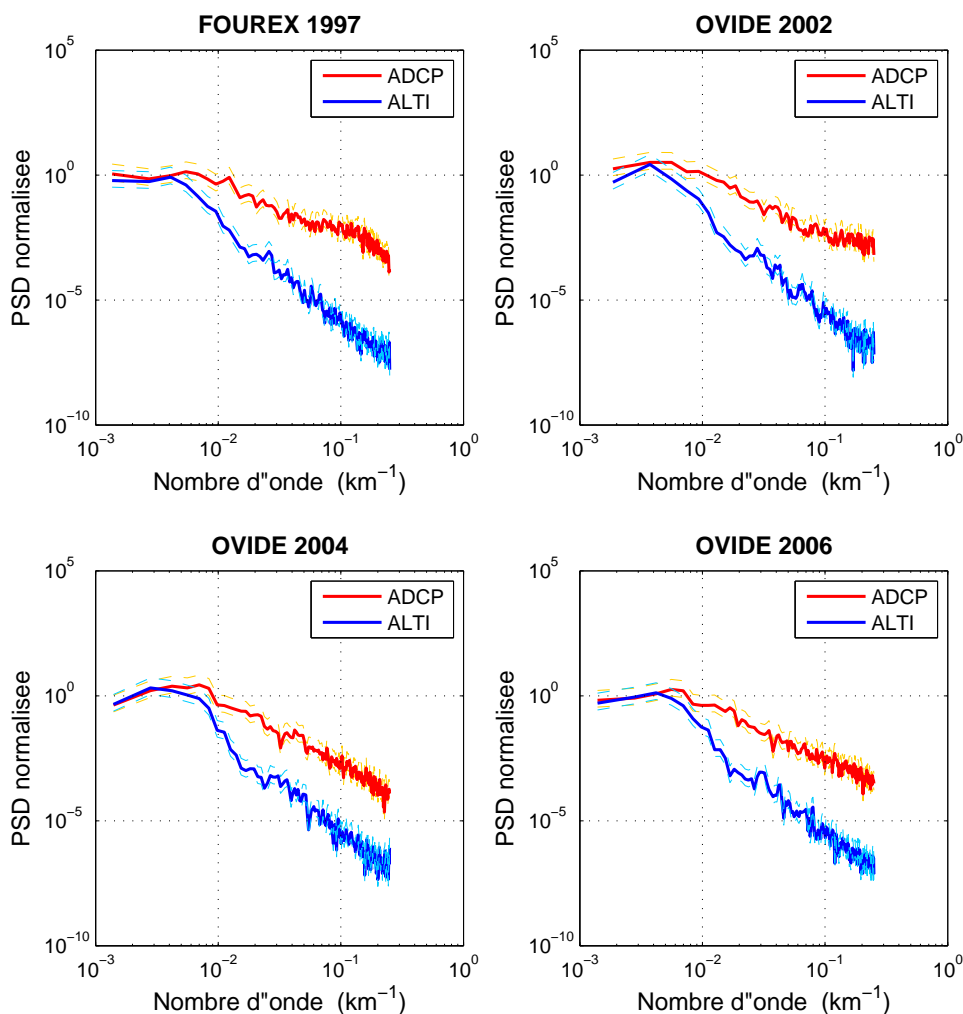 FOUREX 1997
10^5
10^0
10^−5
10^−10
PSD normalisee
ADCP
ALTI
10^−3
10^−2
10^−1
10^0
Nombre d"onde (km^−1)
OVIDE 2002
10^5
10^0
10^−5
10^−10
PSD normalisee
ADCP
ALTI
10^−3
10^−2
10^−1
10^0
Nombre d"onde (km^−1)
OVIDE 2004
10^5
10^0
10^−5
10^−10
PSD normalisee
ADCP
ALTI
10^−3
10^−2
10^−1
10^0
Nombre d"onde (km^−1)
OVIDE 2006
10^5
10^0
10^−5
10^−10
PSD normalisee
ADCP
ALTI
10^−3
10^−2
10^−1
10^0
Nombre d"onde (km^−1)